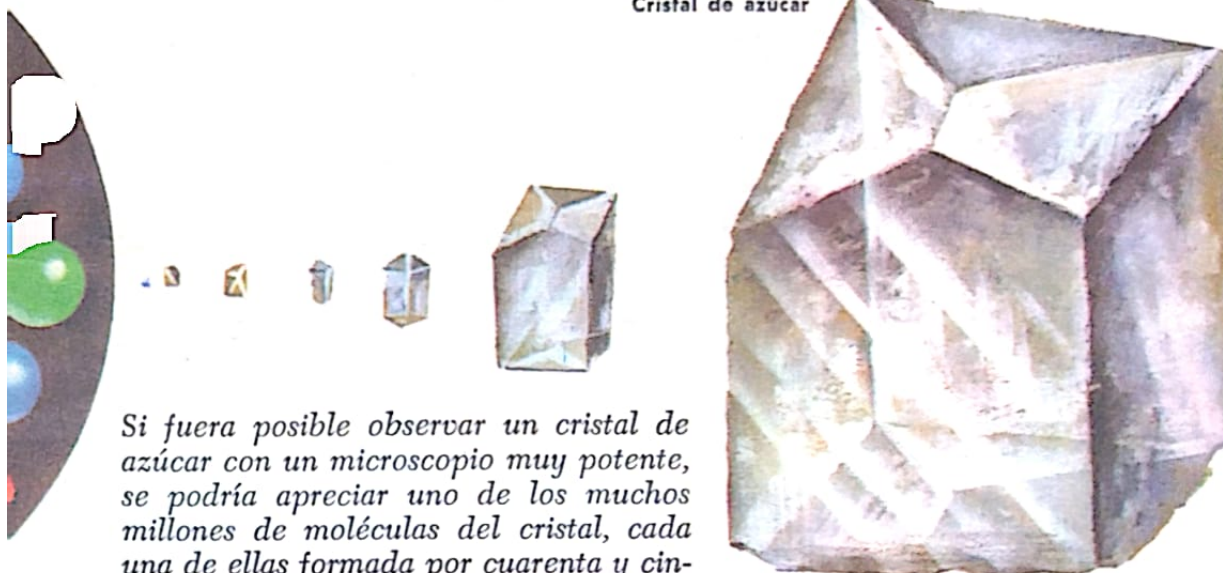 Cristal de azúcar
Si fuera posible observar un cristal de
azúcar con un microscopio muy potente,
se podría apreciar uno de los muchos
millones de moléculas del cristal, cada
una de ellas formada por cuarenta y cin-